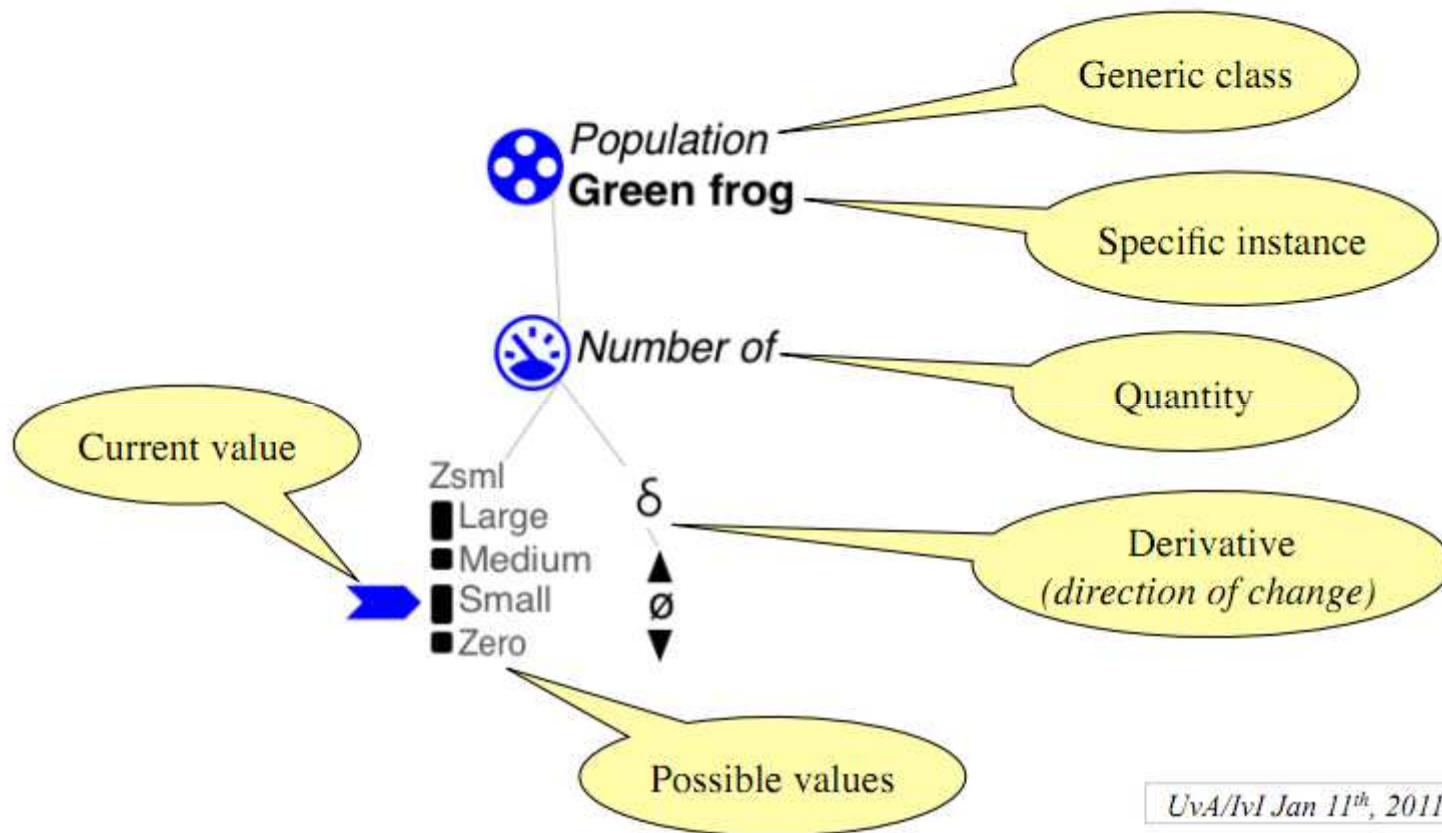 Generic class
Population
Green frog
Specific instance
Number of
Quantity
Current value
Zsml
Large
Medium
Small
Zero
δ
ø
Derivative
(direction of change)
Possible values
UvA/IvI Jan 11th, 2011